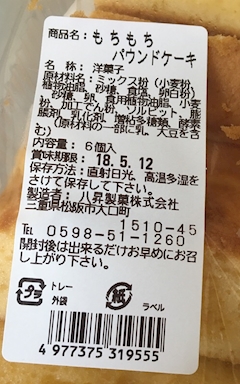 商品名:もちもち
パウンドケーキ
名 称: 洋菓子
原材料名:ミックス粉(小麦粉、
植物油脂、砂糖、食塩、卵白粉)
砂糖、卵、食用植物油脂、小麦
粉、加工でん粉、ソルビット、膨
脹剤、乳化剤、増粘多糖類、酵素
(原材料の一部に乳、大豆を含
む)
内容量: 6個入
賞味期限: 18.5.12
保存方法:直射日光、高温多湿を
さけて保存して下さい。
製造者: 八昇製菓株式会社
三重県松阪市大口町
1510-45
TEL 0598-51-1260
開封後は出来るだけお早めにお召
し上がり下さい。
プラ トレー 外袋 紙 ラベル
4 977375 319555